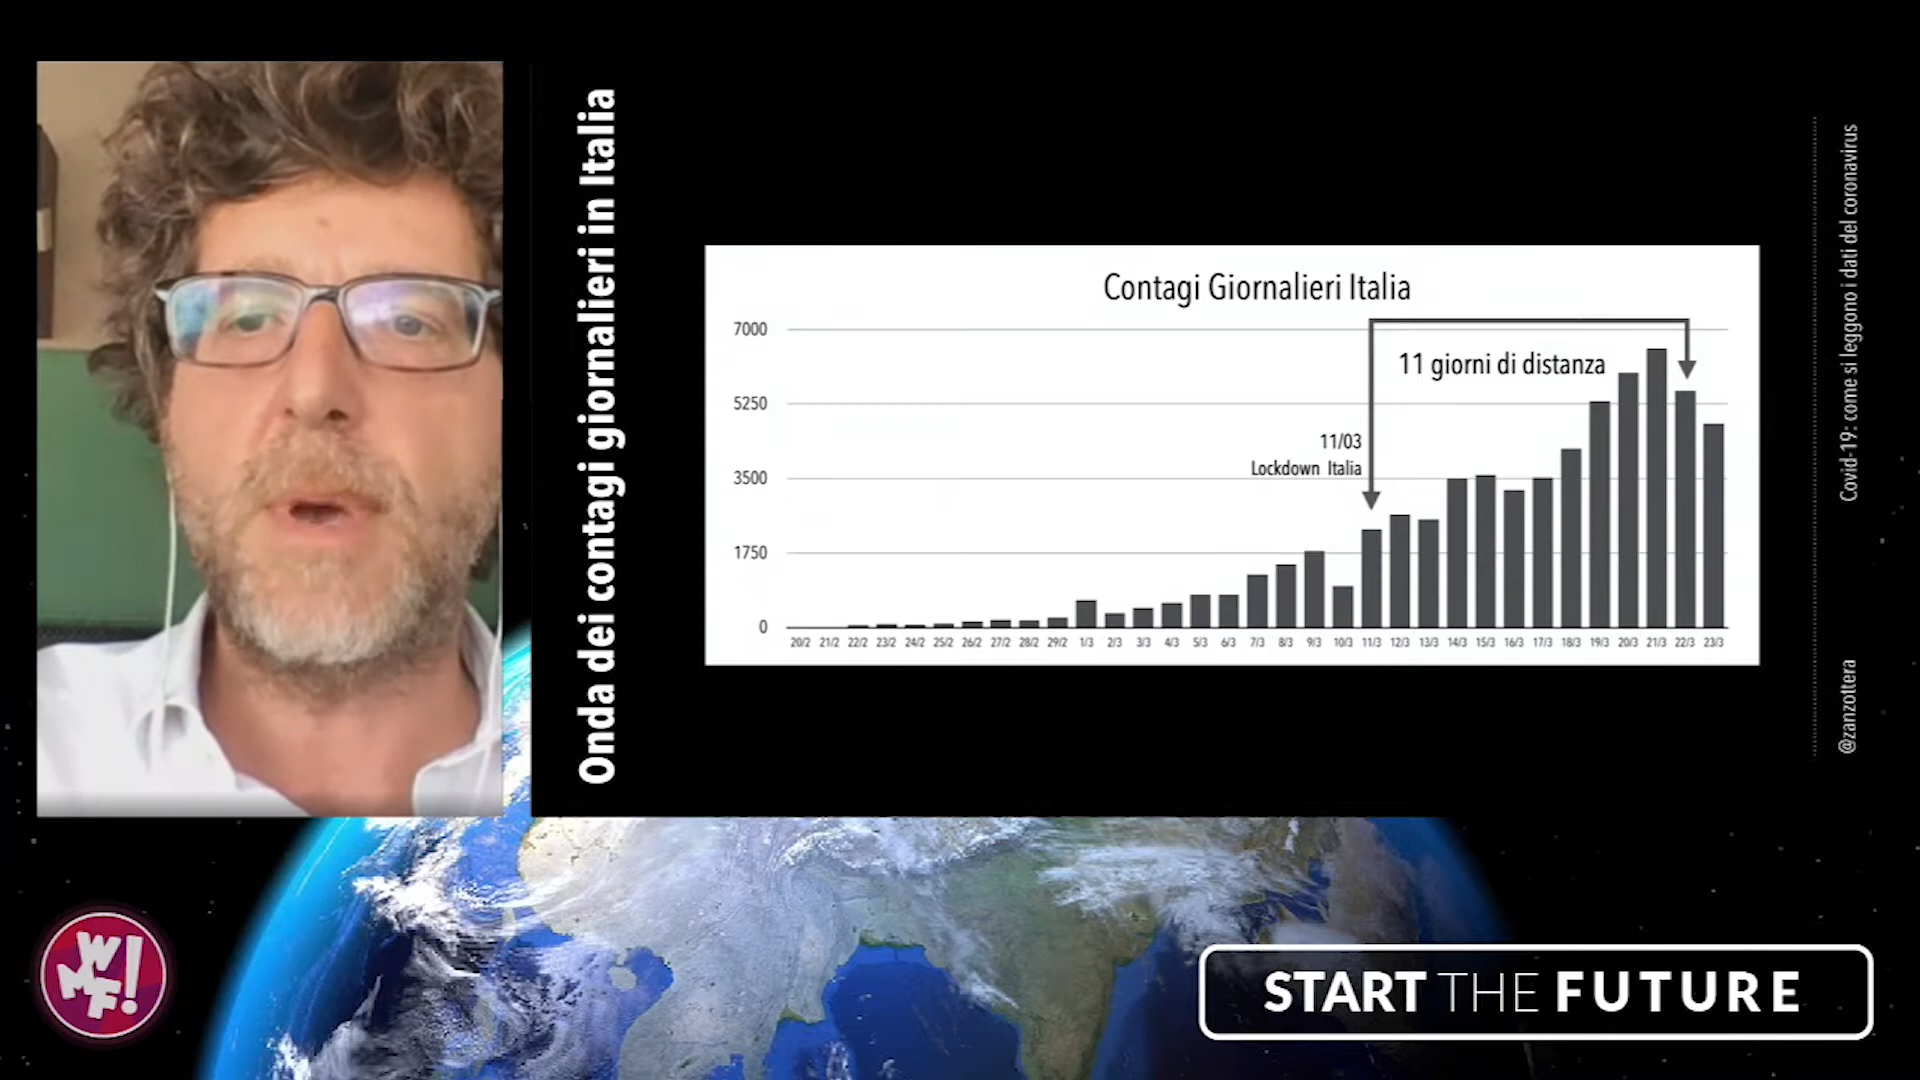 Onda dei contagi giornalieri in Italia
Contagi Giornalieri Italia
7000
5250
3500
1750
0
11 giorni di distanza
11/03
Lockdown Italia
20/2 21/2 22/2 23/2 24/2 25/2 26/2 27/2 28/2 29/2 1/3 2/3 3/3 4/3 5/3 6/3 7/3 8/3 9/3 10/3 11/3 12/3 13/3 14/3 15/3 16/3 17/3 18/3 19/3 20/3 21/3 22/3 23/3
Covid-19: come si leggono i dati del coronavirus
@zanzottera
WMF!
START THE FUTURE